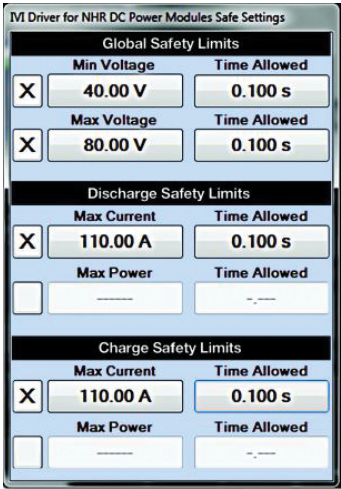 IVI Driver for NHR DC Power Modules Safe Settings
Global Safety Limits
Min Voltage Time Allowed
X 40.00 V 0.100 s
Max Voltage Time Allowed
X 80.00 V 0.100 s
Discharge Safety Limits
Max Current Time Allowed
X 110.00 A 0.100 s
Max Power Time Allowed
------ -.---
Charge Safety Limits
Max Current Time Allowed
X 110.00 A 0.100 s
Max Power Time Allowed
------ -.---